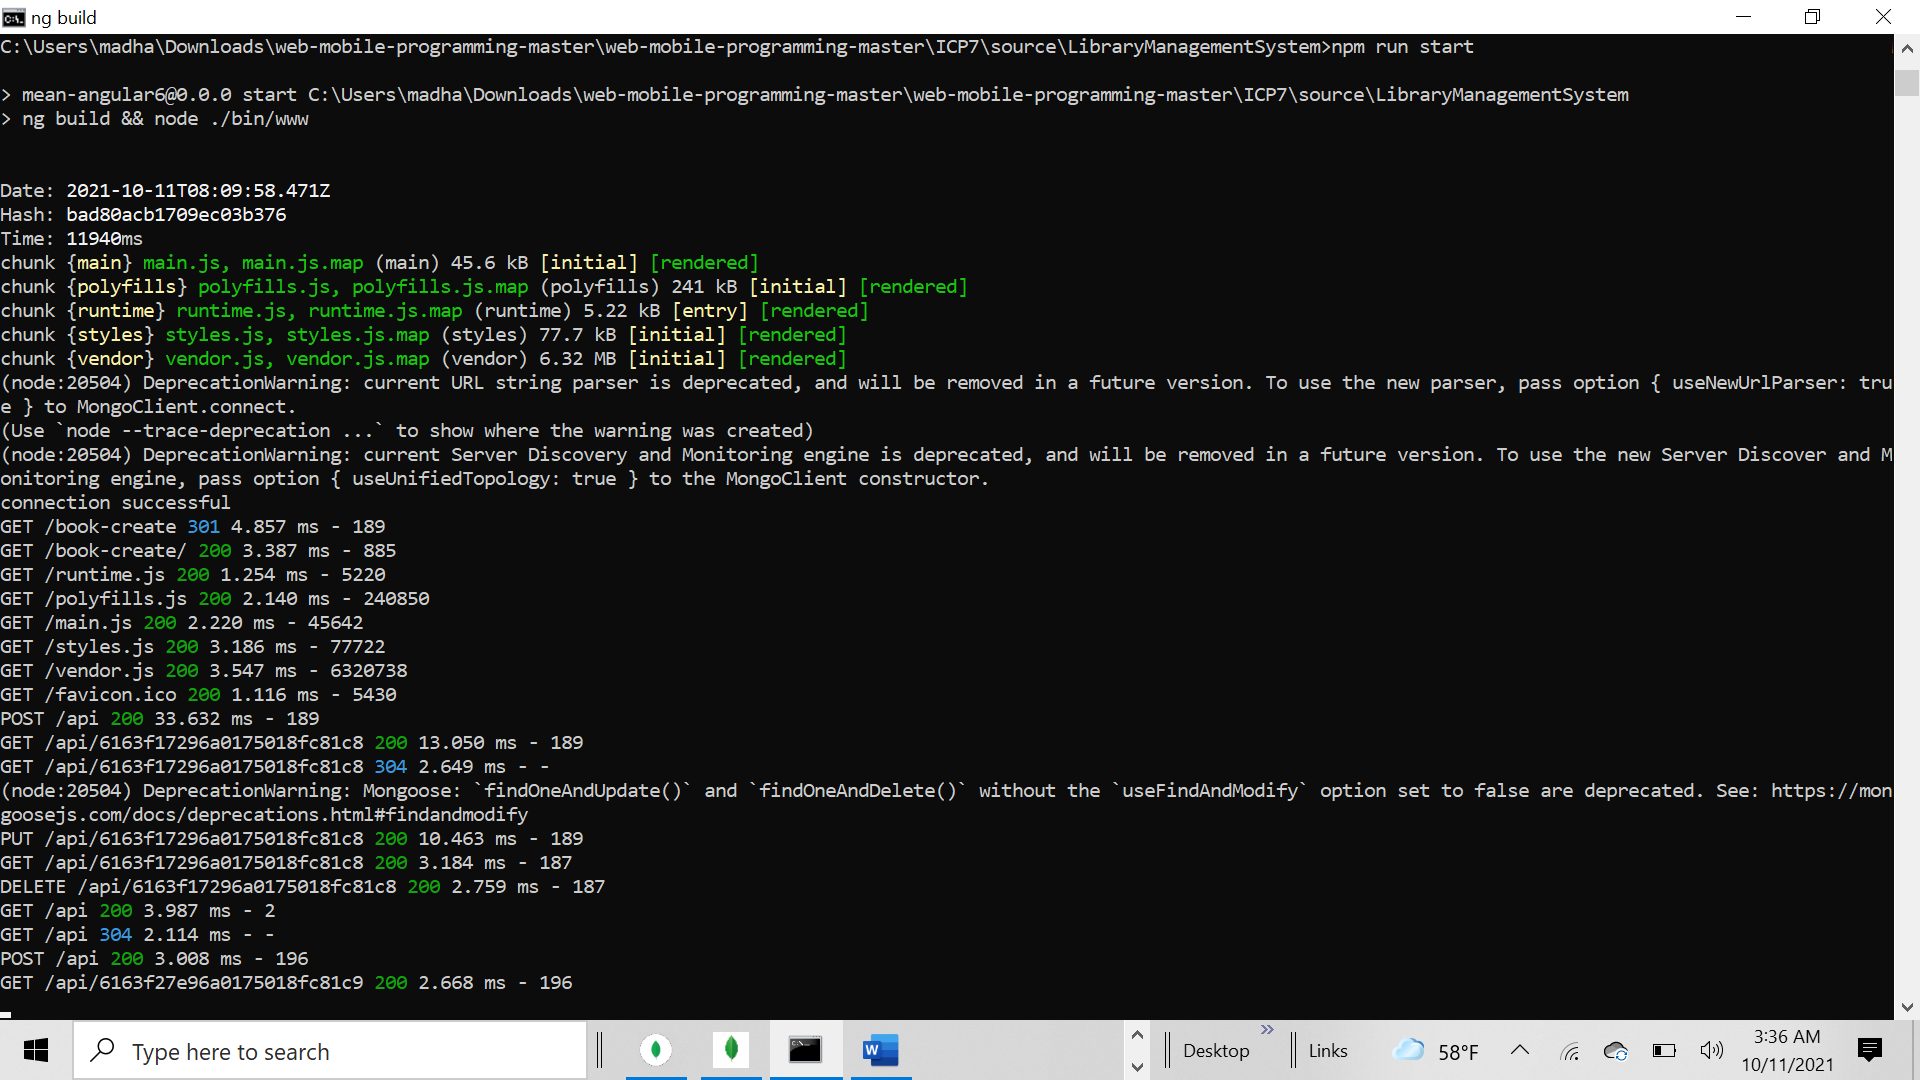 ng build
C:\Users\madha\Downloads\web-mobile-programming-master\web-mobile-programming-master\ICP7\source\LibraryManagementSystem>npm run start
> mean-angular6@0.0.0 start C:\Users\madha\Downloads\web-mobile-programming-master\web-mobile-programming-master\ICP7\source\LibraryManagementSystem
> ng build && node ./bin/www
Date: 2021-10-11T08:09:58.471Z
Hash: bad80acb1709ec03b376
Time: 11940ms
chunk {main} main.js, main.js.map (main) 45.6 kB [initial] [rendered]
chunk {polyfills} polyfills.js, polyfills.js.map (polyfills) 241 kB [initial] [rendered]
chunk {runtime} runtime.js, runtime.js.map (runtime) 5.22 kB [entry] [rendered]
chunk {styles} styles.js, styles.js.map (styles) 77.7 kB [initial] [rendered]
chunk {vendor} vendor.js, vendor.js.map (vendor) 6.32 MB [initial] [rendered]
(node:20504) DeprecationWarning: current URL string parser is deprecated, and will be removed in a future version. To use the new parser, pass option { useNewUrlParser: tru
e } to MongoClient.connect.
(Use `node --trace-deprecation ...` to show where the warning was created)
(node:20504) DeprecationWarning: current Server Discovery and Monitoring engine is deprecated, and will be removed in a future version. To use the new Server Discover and M
onitoring engine, pass option { useUnifiedTopology: true } to the MongoClient constructor.
connection successful
GET /book-create 301 4.857 ms - 189
GET /book-create/ 200 3.387 ms - 885
GET /runtime.js 200 1.254 ms - 5220
GET /polyfills.js 200 2.140 ms - 240850
GET /main.js 200 2.220 ms - 45642
GET /styles.js 200 3.186 ms - 77722
GET /vendor.js 200 3.547 ms - 6320738
GET /favicon.ico 200 1.116 ms - 5430
POST /api 200 33.632 ms - 189
GET /api/6163f17296a0175018fc81c8 200 13.050 ms - 189
GET /api/6163f17296a0175018fc81c8 304 2.649 ms - -
(node:20504) DeprecationWarning: Mongoose: `findOneAndUpdate()` and `findOneAndDelete()` without the `useFindAndModify` option set to false are deprecated. See: https://mon
goosejs.com/docs/deprecations.html#findandmodify
PUT /api/6163f17296a0175018fc81c8 200 10.463 ms - 189
GET /api/6163f17296a0175018fc81c8 200 3.184 ms - 187
DELETE /api/6163f17296a0175018fc81c8 200 2.759 ms - 187
GET /api 200 3.987 ms - 2
GET /api 304 2.114 ms - -
POST /api 200 3.008 ms - 196
GET /api/6163f27e96a0175018fc81c9 200 2.668 ms - 196
Type here to search
Desktop
Links
58°F
3:36 AM
10/11/2021